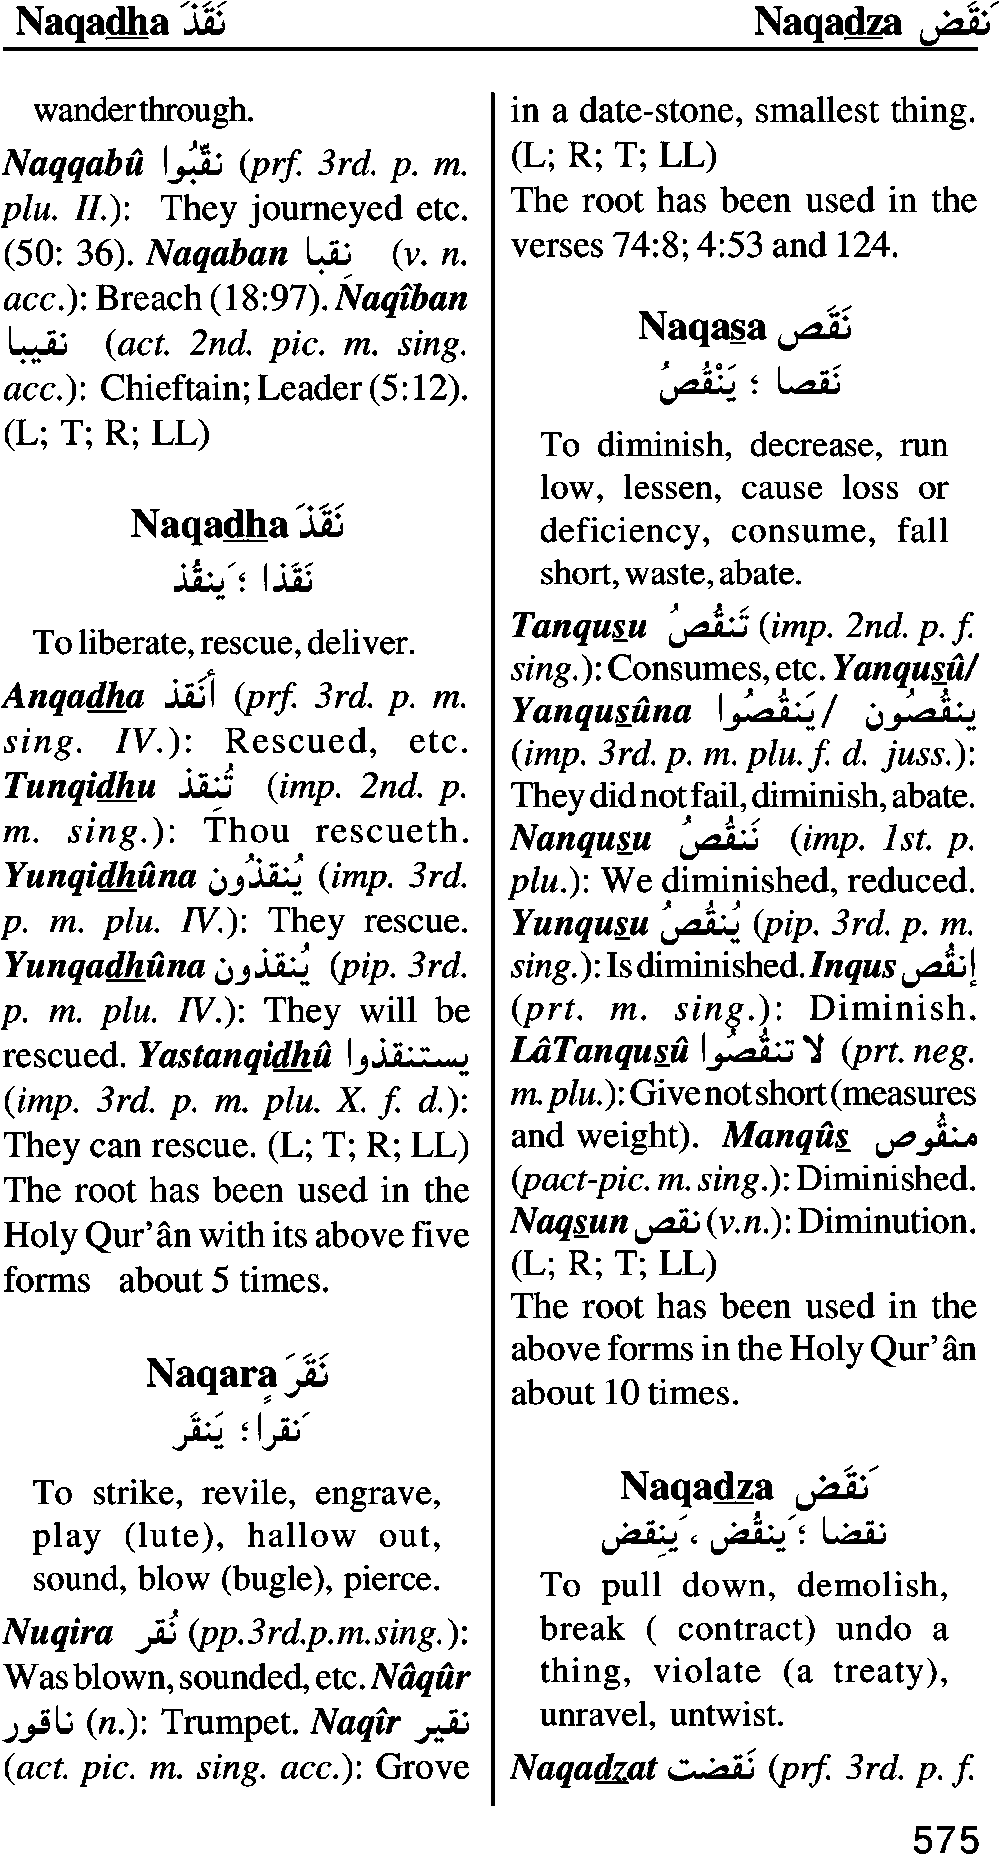 Naqadha نَقَذَ
Naqadza نَقَضَ
wander through.
Naqqabû نَقَّبُوا (prf. 3rd. p. m.
plu. II.): They journeyed etc.
(50: 36). Naqaban نَقبا (v. n.
acc.): Breach (18:97). Naqîban
نقيبا (act. 2nd. pic. m. sing.
acc.): Chieftain; Leader (5:12).
(L; T; R; LL)
Naqadha نَقَذَ
نَقَذا ؛ يَنقُذ
To liberate, rescue, deliver.
Anqadha أنَقَذَ (prf. 3rd. p. m.
sing. IV.): Rescued, etc.
Tunqidhu تُنِقذ (imp. 2nd. p.
m. sing.): Thou rescueth.
Yunqidhûna يُنقذُون (imp. 3rd.
p. m. plu. IV.): They rescue.
Yunqadhûna يُنقَذون (pip. 3rd.
p. m. plu. IV.): They will be
rescued. Yastanqidhû يستنقذوا
(imp. 3rd. p. m. plu. X. f. d.):
They can rescue. (L; T; R; LL)
The root has been used in the
Holy Qur’ân with its above five
forms about 5 times.
Naqara نَقَرَ
نَقرا ؛ يَنقَر
To strike, revile, engrave,
play (lute), hallow out,
sound, blow (bugle), pierce.
Nuqira نُقر (pp.3rd.p.m.sing.):
Was blown, sounded, etc. Nâqûr
ناقور (n.): Trumpet. Naqîr نقير
(act. pic. m. sing. acc.): Grove
in a date-stone, smallest thing.
(L; R; T; LL)
The root has been used in the
verses 74:8; 4:53 and 124.
Naqasa نَقَص
نَقصا ؛ يَنْقُصُ
To diminish, decrease, run
low, lessen, cause loss or
deficiency, consume, fall
short, waste, abate.
Tanqusu تَنقُصُ (imp. 2nd. p. f.
sing.): Consumes, etc. Yanqusû/
Yanqusûna ينقُصُون /يَنقُصُوا
(imp. 3rd. p. m. plu. f. d. juss.):
They did not fail, diminish, abate.
Nanqusu نَنقُصُ (imp. 1st. p.
plu.): We diminished, reduced.
Yunqusu يُنقُصُ (pip. 3rd. p. m.
sing.): Is diminished. Inqus إنقُص
(prt. m. sing.): Diminish.
LâTanqusû لا تنقُصُوا (prt. neg.
m. plu.): Give not short (measures
and weight). Manqûs منقُوص
(pact-pic. m. sing.): Diminished.
Naqsun نقص (v.n.): Diminution.
(L; R; T; LL)
The root has been used in the
above forms in the Holy Qur’ân
about 10 times.
Naqadza نَقَضَ
نقضا ؛ يَنقُض ، يَنِقض
To pull down, demolish,
break ( contract) undo a
thing, violate (a treaty),
unravel, untwist.
Naqadzat نَقضت (prf. 3rd. p. f.
575